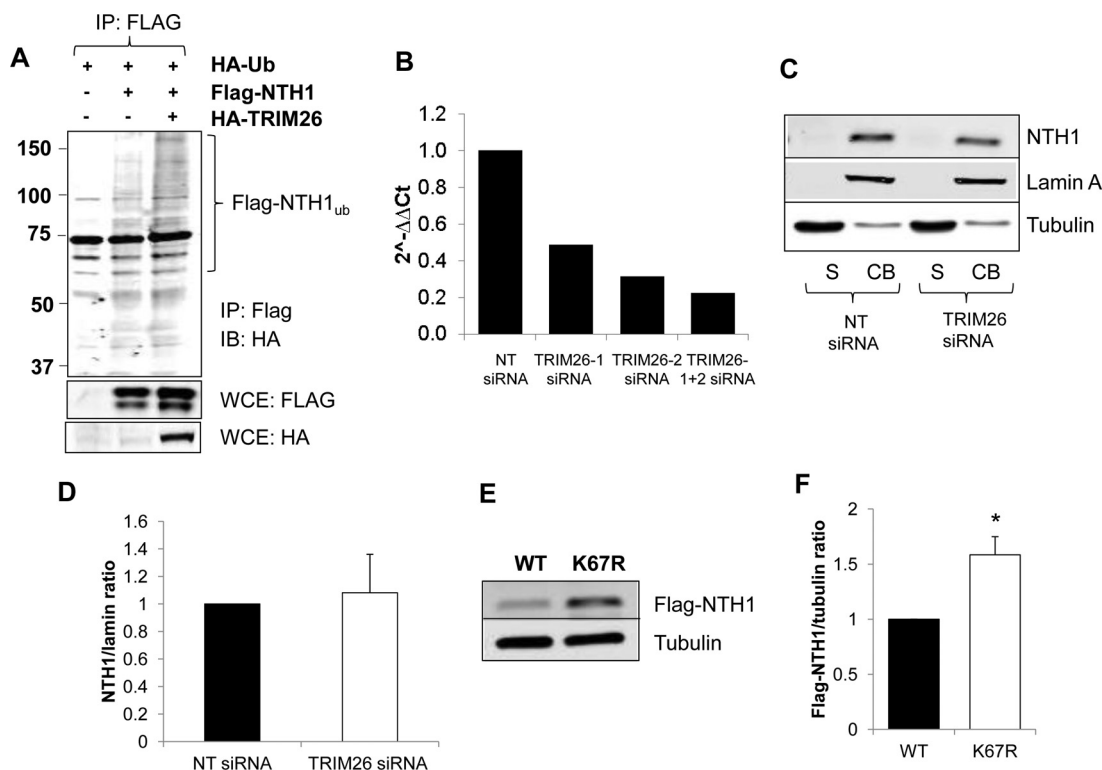 IP: FLAG
A
+ + + HA-Ub
- + + Flag-NTH1
- - + HA-TRIM26
150
100
75
50
37
Flag-NTH1ub
IP: Flag
IB: HA
WCE: FLAG
WCE: HA
B
2^-ΔΔCt
1.2
1.0
0.8
0.6
0.4
0.2
0.0
NT siRNA
TRIM26-1 siRNA
TRIM26-2 siRNA
TRIM26-1+2 siRNA
C
NTH1
Lamin A
Tubulin
S CB S CB
NT siRNA
TRIM26 siRNA
D
NTH1/lamin ratio
1.6
1.4
1.2
1
0.8
0.6
0.4
0.2
0
NT siRNA
TRIM26 siRNA
E
WT K67R
Flag-NTH1
Tubulin
F
Flag-NTH1/tubulin ratio
2
1.5
1
0.5
0
*
WT
K67R